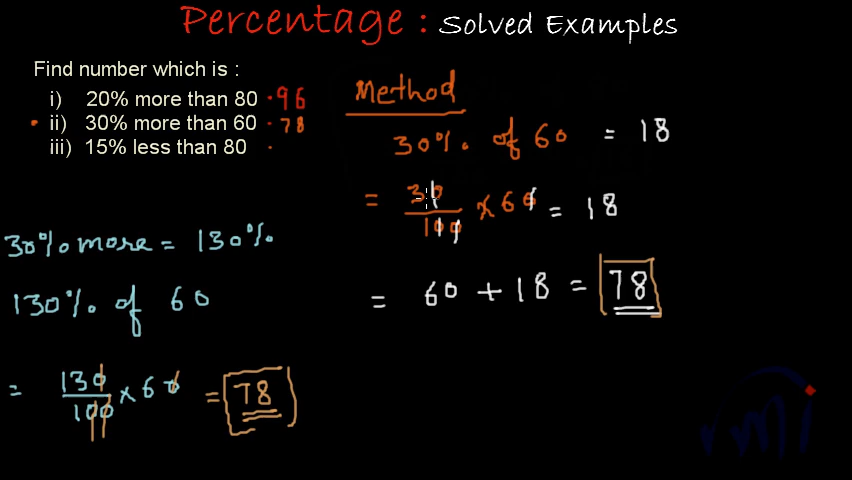 Percentage : Solved Examples
Find number which is :
i) 20% more than 80 · 96
· ii) 30% more than 60 · 78
iii) 15% less than 80 ·
Method
30% of 60 = 18
= 30/100 × 60 = 18
= 60 + 18 = 78
30% more = 130%
130% of 60
= 130/100 × 60 = 78
vmi